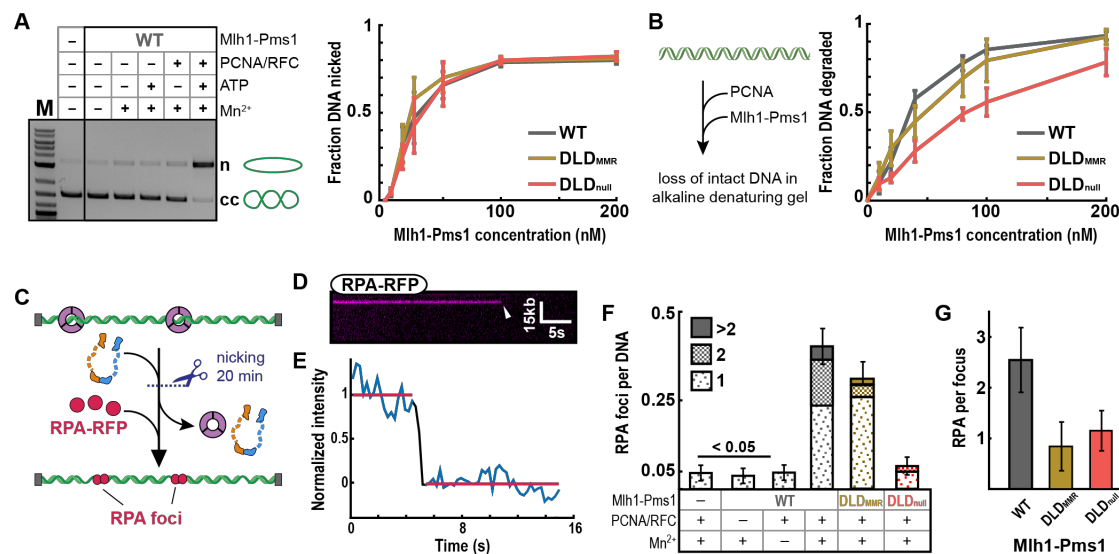 A
WT
Mlh1-Pms1
PCNA/RFC
ATP
Mn²⁺
– – – – – + +
– – – + – +
– – + + + +
M
n
cc
Fraction DNA nicked
1
0.5
0
0
100
200
WT
DLDMMR
DLDnull
Mlh1-Pms1 concentration (nM)
B
PCNA
Mlh1-Pms1
loss of intact DNA in
alkaline denaturing gel
Fraction DNA degraded
1
0.5
0
0
100
200
WT
DLDMMR
DLDnull
Mlh1-Pms1 concentration (nM)
C
nicking
20 min
RPA-RFP
RPA foci
D
RPA-RFP
15kb
5s
E
Normalized intensity
1
0.5
0
0
8
16
Time (s)
F
RPA foci per DNA
0.5
0.25
0.05
>2
2
1
< 0.05
Mlh1-Pms1 – WT DLDMMR DLDnull
PCNA/RFC + – + + + +
Mn²⁺ + + – + + +
G
RPA per focus
3
2
1
WT
DLDMMR
DLDnull
Mlh1-Pms1